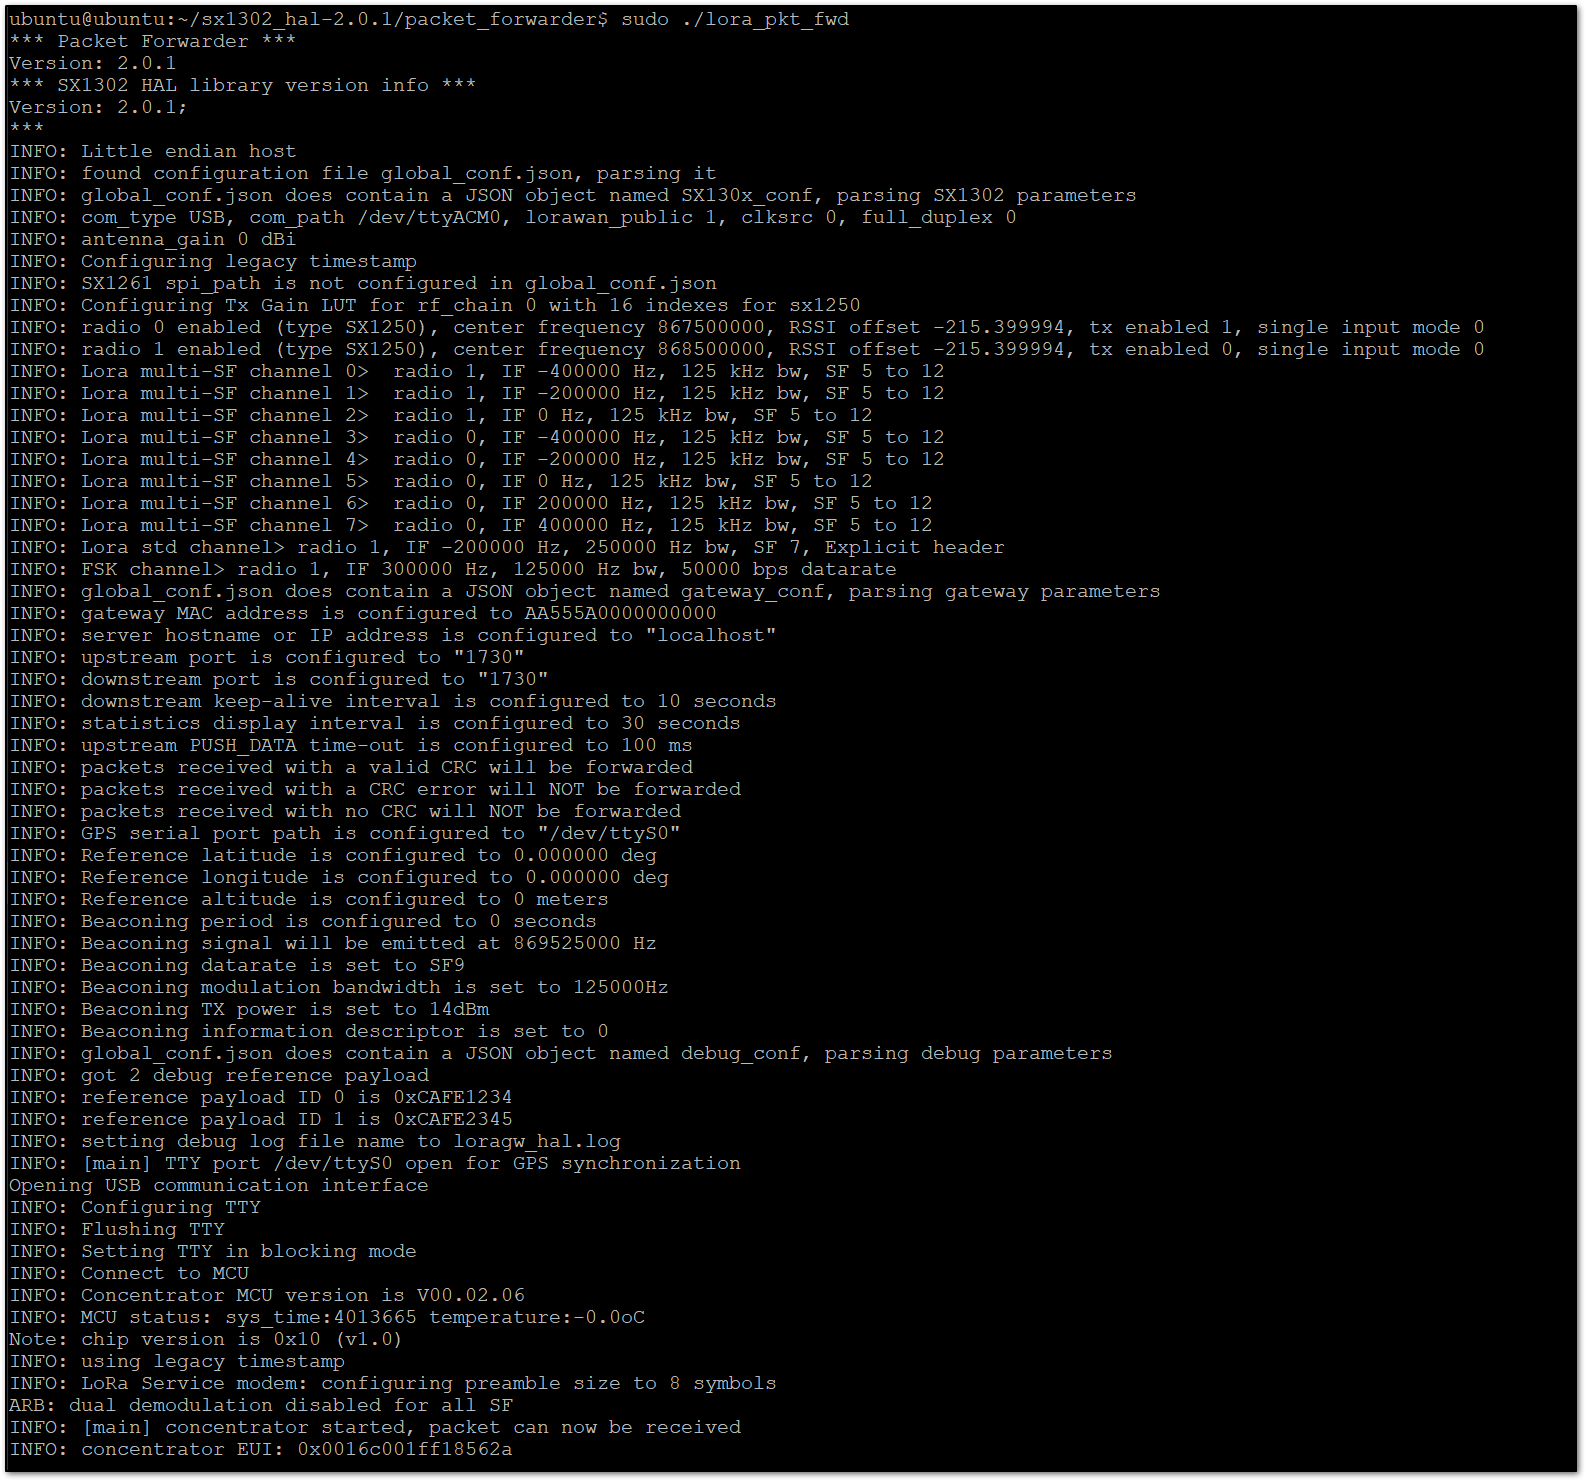 ubuntu@ubuntu:~/sx1302_hal-2.0.1/packet_forwarder$ sudo ./lora_pkt_fwd
*** Packet Forwarder ***
Version: 2.0.1
*** SX1302 HAL library version info ***
Version: 2.0.1;
***
INFO: Little endian host
INFO: found configuration file global_conf.json, parsing it
INFO: global_conf.json does contain a JSON object named SX130x_conf, parsing SX1302 parameters
INFO: com_type USB, com_path /dev/ttyACM0, lorawan_public 1, clksrc 0, full_duplex 0
INFO: antenna_gain 0 dBi
INFO: Configuring legacy timestamp
INFO: SX1261 spi_path is not configured in global_conf.json
INFO: Configuring Tx Gain LUT for rf_chain 0 with 16 indexes for sx1250
INFO: radio 0 enabled (type SX1250), center frequency 867500000, RSSI offset -215.399994, tx enabled 1, single input mode 0
INFO: radio 1 enabled (type SX1250), center frequency 868500000, RSSI offset -215.399994, tx enabled 0, single input mode 0
INFO: Lora multi-SF channel 0>  radio 1, IF -400000 Hz, 125 kHz bw, SF 5 to 12
INFO: Lora multi-SF channel 1>  radio 1, IF -200000 Hz, 125 kHz bw, SF 5 to 12
INFO: Lora multi-SF channel 2>  radio 1, IF 0 Hz, 125 kHz bw, SF 5 to 12
INFO: Lora multi-SF channel 3>  radio 0, IF -400000 Hz, 125 kHz bw, SF 5 to 12
INFO: Lora multi-SF channel 4>  radio 0, IF -200000 Hz, 125 kHz bw, SF 5 to 12
INFO: Lora multi-SF channel 5>  radio 0, IF 0 Hz, 125 kHz bw, SF 5 to 12
INFO: Lora multi-SF channel 6>  radio 0, IF 200000 Hz, 125 kHz bw, SF 5 to 12
INFO: Lora multi-SF channel 7>  radio 0, IF 400000 Hz, 125 kHz bw, SF 5 to 12
INFO: Lora std channel> radio 1, IF -200000 Hz, 250000 Hz bw, SF 7, Explicit header
INFO: FSK channel> radio 1, IF 300000 Hz, 125000 Hz bw, 50000 bps datarate
INFO: global_conf.json does contain a JSON object named gateway_conf, parsing gateway parameters
INFO: gateway MAC address is configured to AA555A0000000000
INFO: server hostname or IP address is configured to "localhost"
INFO: upstream port is configured to "1730"
INFO: downstream port is configured to "1730"
INFO: downstream keep-alive interval is configured to 10 seconds
INFO: statistics display interval is configured to 30 seconds
INFO: upstream PUSH_DATA time-out is configured to 100 ms
INFO: packets received with a valid CRC will be forwarded
INFO: packets received with a CRC error will NOT be forwarded
INFO: packets received with no CRC will NOT be forwarded
INFO: GPS serial port path is configured to "/dev/ttyS0"
INFO: Reference latitude is configured to 0.000000 deg
INFO: Reference longitude is configured to 0.000000 deg
INFO: Reference altitude is configured to 0 meters
INFO: Beaconing period is configured to 0 seconds
INFO: Beaconing signal will be emitted at 869525000 Hz
INFO: Beaconing datarate is set to SF9
INFO: Beaconing modulation bandwidth is set to 125000Hz
INFO: Beaconing TX power is set to 14dBm
INFO: Beaconing information descriptor is set to 0
INFO: global_conf.json does contain a JSON object named debug_conf, parsing debug parameters
INFO: got 2 debug reference payload
INFO: reference payload ID 0 is 0xCAFE1234
INFO: reference payload ID 1 is 0xCAFE2345
INFO: setting debug log file name to loragw_hal.log
INFO: [main] TTY port /dev/ttyS0 open for GPS synchronization
Opening USB communication interface
INFO: Configuring TTY
INFO: Flushing TTY
INFO: Setting TTY in blocking mode
INFO: Connect to MCU
INFO: Concentrator MCU version is V00.02.06
INFO: MCU status: sys_time:4013665 temperature:-0.0oC
Note: chip version is 0x10 (v1.0)
INFO: using legacy timestamp
INFO: LoRa Service modem: configuring preamble size to 8 symbols
ARB: dual demodulation disabled for all SF
INFO: [main] concentrator started, packet can now be received
INFO: concentrator EUI: 0x0016c001ff18562a